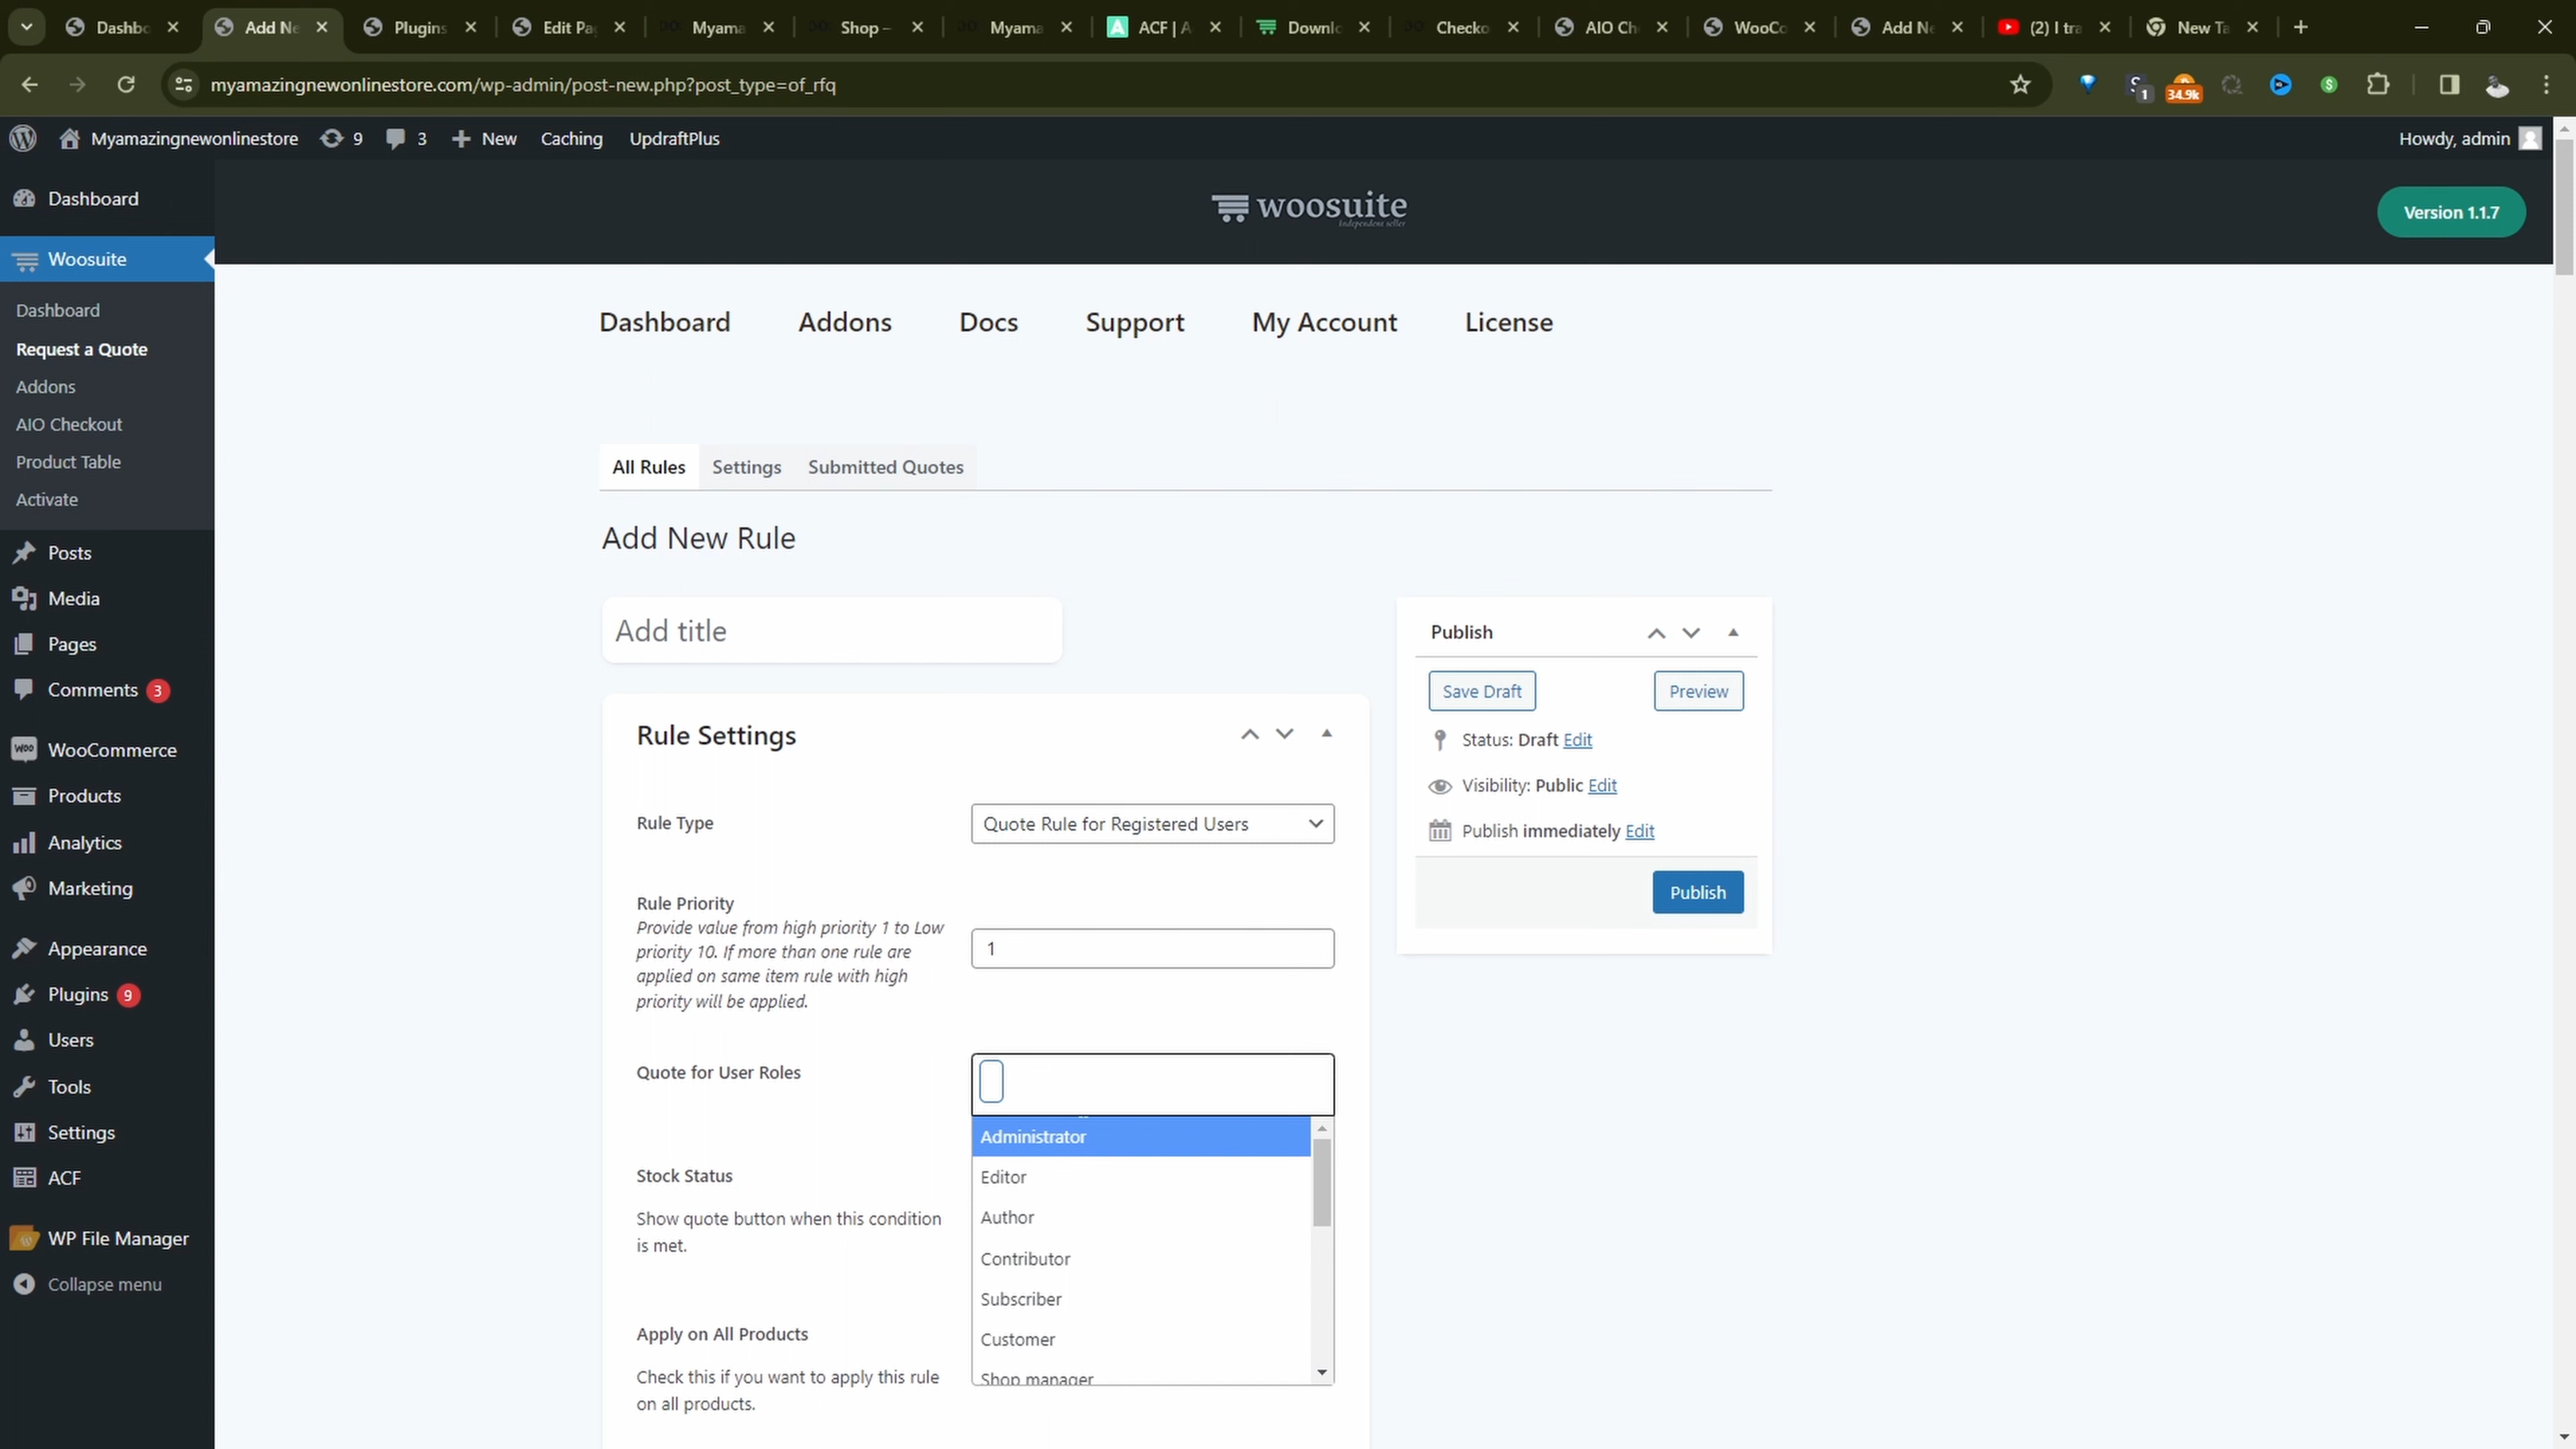 Dashbo
Add Ne
Plugins
Edit Pa
Myama
Shop –
Myama
ACF | A
Downlo
Checko
AIO Ch
WooCo
Add Ne
(2) I tra
New Ta
myamazingnewonlinestore.com/wp-admin/post-new.php?post_type=of_rfq
1
34.9k
Myamazingnewonlinestore
9
3
New
Caching
UpdraftPlus
Howdy, admin
Dashboard
Woosuite
Dashboard
Request a Quote
Addons
AIO Checkout
Product Table
Activate
Posts
Media
Pages
Comments 3
WooCommerce
Products
Analytics
Marketing
Appearance
Plugins 9
Users
Tools
Settings
ACF
WP File Manager
Collapse menu
woosuite
Independent seller
Version 1.1.7
Dashboard
Addons
Docs
Support
My Account
License
All Rules
Settings
Submitted Quotes
Add New Rule
Add title
Rule Settings
Rule Type
Quote Rule for Registered Users
Rule Priority
Provide value from high priority 1 to Low
priority 10. If more than one rule are
applied on same item rule with high
priority will be applied.
1
Quote for User Roles
Administrator
Editor
Author
Contributor
Subscriber
Customer
Shop manager
Stock Status
Show quote button when this condition
is met.
Apply on All Products
Check this if you want to apply this rule
on all products.
Publish
Save Draft
Preview
Status: Draft Edit
Visibility: Public Edit
Publish immediately Edit
Publish